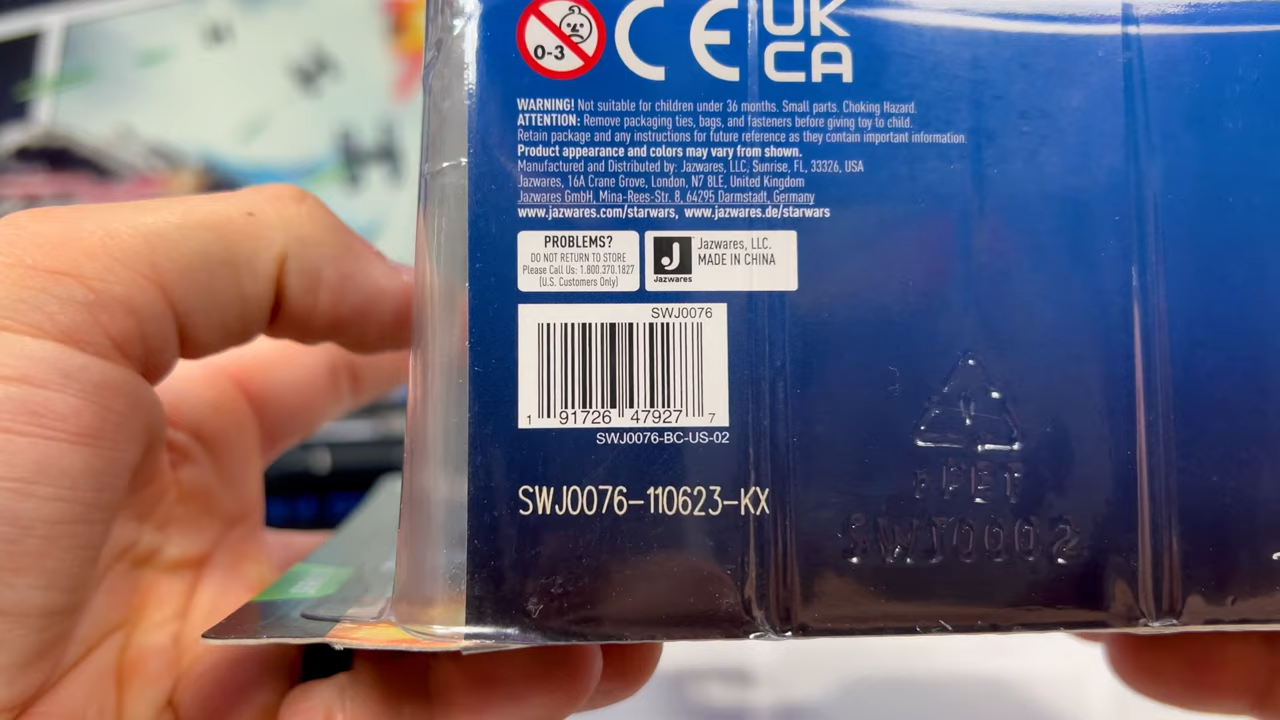 0-3
CE
UK
CA
WARNING! Not suitable for children under 36 months. Small parts. Choking Hazard.
ATTENTION: Remove packaging ties, bags, and fasteners before giving toy to child.
Retain package and any instructions for future reference as they contain important information.
Product appearance and colors may vary from shown.
Manufactured and Distributed by: Jazwares, LLC, Sunrise, FL, 33326, USA
Jazwares, 16A Crane Grove, London, N7 8LE, United Kingdom
Jazwares GmbH, Mina-Rees-Str. 8, 64295 Darmstadt, Germany
www.jazwares.com/starwars, www.jazwares.de/starwars
PROBLEMS?
DO NOT RETURN TO STORE
Please Call Us: 1.800.370.1827
(U.S. Customers Only)
J
Jazwares
Jazwares, LLC.
MADE IN CHINA
SWJ0076
1 91726 47927 7
SWJ0076-BC-US-02
SWJ0076-110623-KX
1
SWJ0002